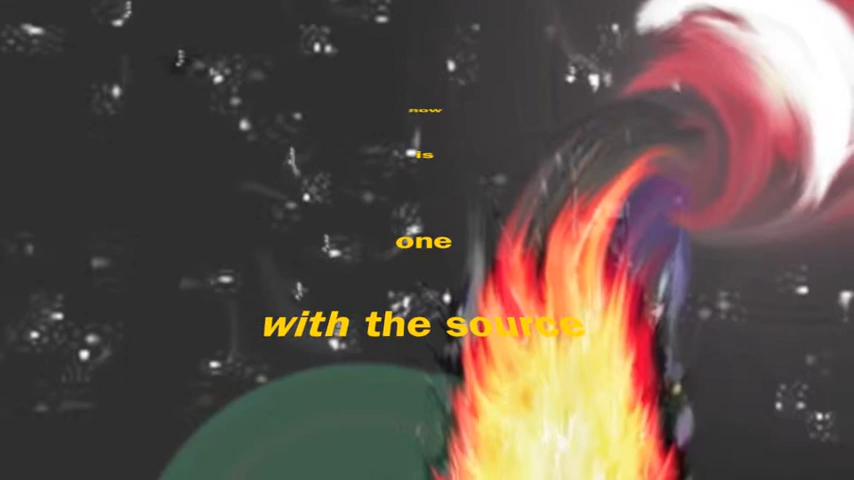 now
is
one
with the source